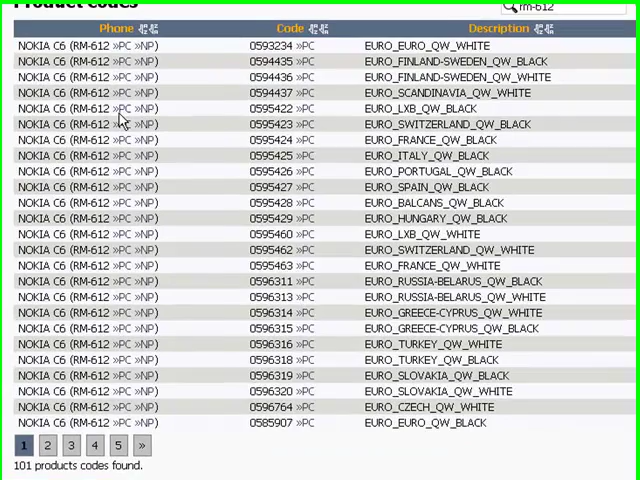 Product codes
rm-612
Phone Code Description
NOKIA C6 (RM-612 »PC »NP) 0593234 »PC EURO_EURO_QW_WHITE
NOKIA C6 (RM-612 »PC »NP) 0594435 »PC EURO_FINLAND-SWEDEN_QW_BLACK
NOKIA C6 (RM-612 »PC »NP) 0594436 »PC EURO_FINLAND-SWEDEN_QW_WHITE
NOKIA C6 (RM-612 »PC »NP) 0594437 »PC EURO_SCANDINAVIA_QW_WHITE
NOKIA C6 (RM-612 »PC »NP) 0595422 »PC EURO_LXB_QW_BLACK
NOKIA C6 (RM-612 »PC »NP) 0595423 »PC EURO_SWITZERLAND_QW_BLACK
NOKIA C6 (RM-612 »PC »NP) 0595424 »PC EURO_FRANCE_QW_BLACK
NOKIA C6 (RM-612 »PC »NP) 0595425 »PC EURO_ITALY_QW_BLACK
NOKIA C6 (RM-612 »PC »NP) 0595426 »PC EURO_PORTUGAL_QW_BLACK
NOKIA C6 (RM-612 »PC »NP) 0595427 »PC EURO_SPAIN_QW_BLACK
NOKIA C6 (RM-612 »PC »NP) 0595428 »PC EURO_BALCANS_QW_BLACK
NOKIA C6 (RM-612 »PC »NP) 0595429 »PC EURO_HUNGARY_QW_BLACK
NOKIA C6 (RM-612 »PC »NP) 0595460 »PC EURO_LXB_QW_WHITE
NOKIA C6 (RM-612 »PC »NP) 0595462 »PC EURO_SWITZERLAND_QW_WHITE
NOKIA C6 (RM-612 »PC »NP) 0595463 »PC EURO_FRANCE_QW_WHITE
NOKIA C6 (RM-612 »PC »NP) 0596311 »PC EURO_RUSSIA-BELARUS_QW_BLACK
NOKIA C6 (RM-612 »PC »NP) 0596313 »PC EURO_RUSSIA-BELARUS_QW_WHITE
NOKIA C6 (RM-612 »PC »NP) 0596314 »PC EURO_GREECE-CYPRUS_QW_WHITE
NOKIA C6 (RM-612 »PC »NP) 0596315 »PC EURO_GREECE-CYPRUS_QW_BLACK
NOKIA C6 (RM-612 »PC »NP) 0596316 »PC EURO_TURKEY_QW_WHITE
NOKIA C6 (RM-612 »PC »NP) 0596318 »PC EURO_TURKEY_QW_BLACK
NOKIA C6 (RM-612 »PC »NP) 0596319 »PC EURO_SLOVAKIA_QW_BLACK
NOKIA C6 (RM-612 »PC »NP) 0596320 »PC EURO_SLOVAKIA_QW_WHITE
NOKIA C6 (RM-612 »PC »NP) 0596764 »PC EURO_CZECH_QW_WHITE
NOKIA C6 (RM-612 »PC »NP) 0585907 »PC EURO_EURO_QW_BLACK
1 2 3 4 5 »
101 products codes found.